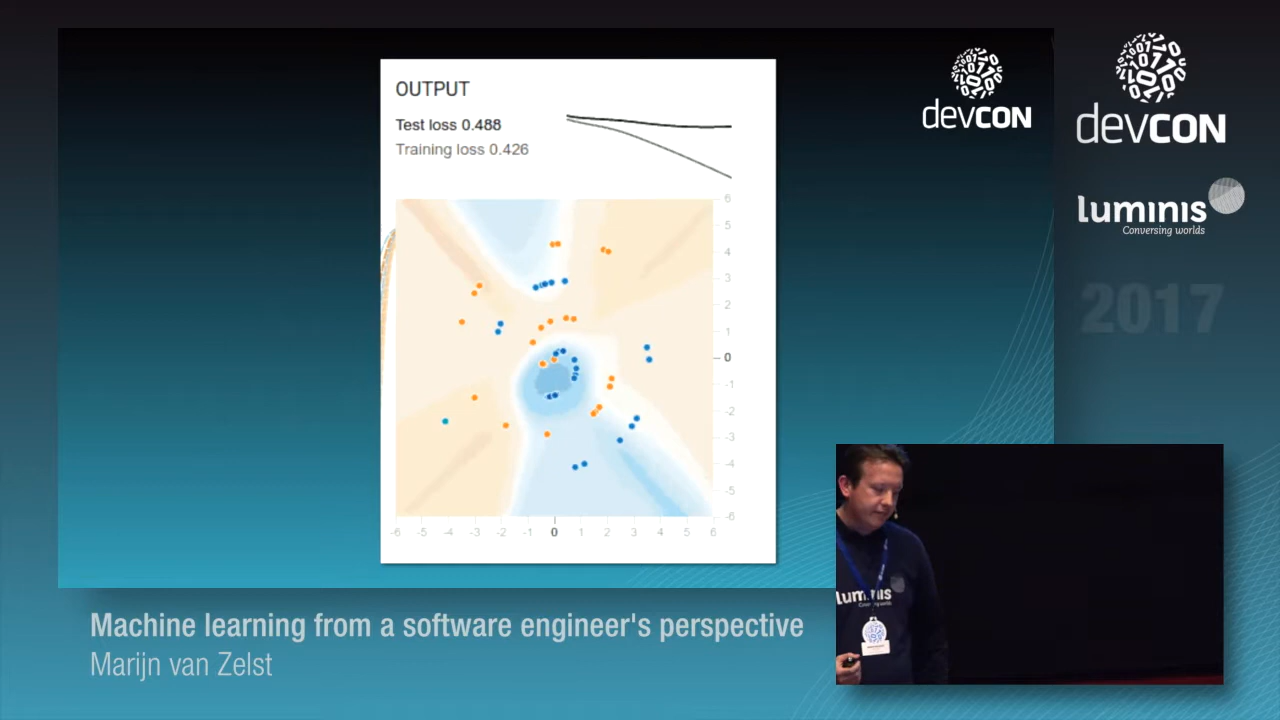 OUTPUT
Test loss 0.488
Training loss 0.426
6
5
4
3
2
1
0
-1
-2
-3
-4
-5
-6
-6 -5 -4 -3 -2 -1 0 1 2 3 4 5 6
devCON
devCON
luminis
Conversing worlds
2017
luminis
Machine learning from a software engineer's perspective
Marijn van Zelst